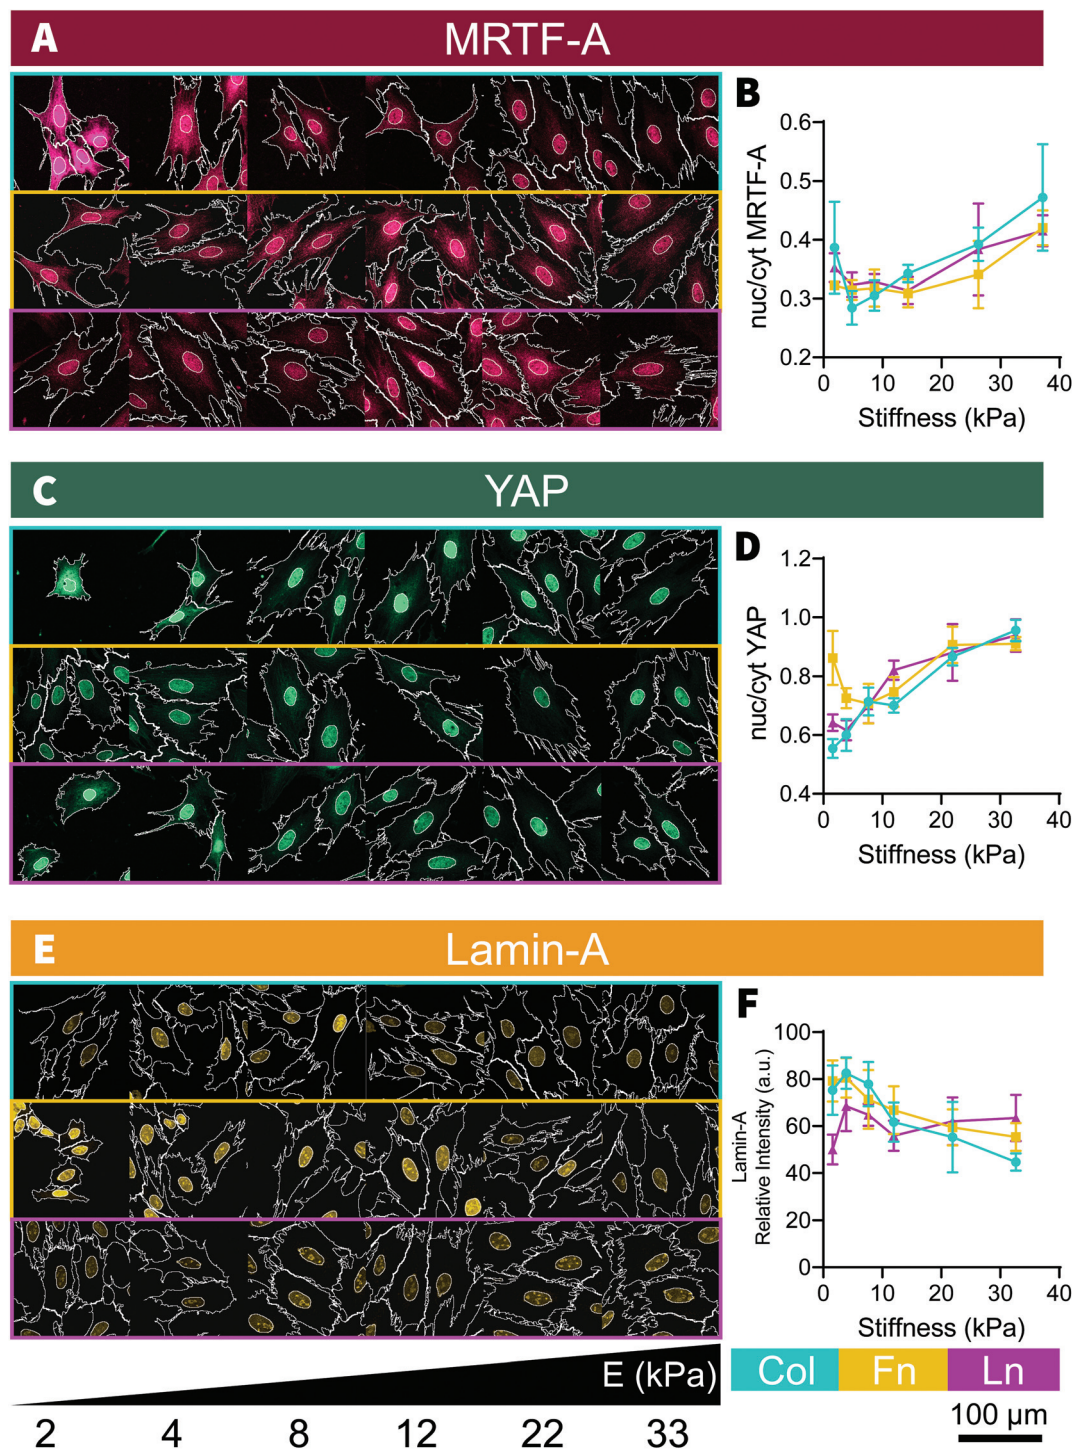 A MRTF-A
B
0.6
0.5
0.4
0.3
0.2
nuc/cyt MRTF-A
0 10 20 30 40
Stiffness (kPa)
C YAP
D
1.2
1.0
0.8
0.6
0.4
nuc/cyt YAP
0 10 20 30 40
Stiffness (kPa)
E Lamin-A
F
100
80
60
40
20
0
Lamin-A
Relative Intensity (a.u.)
0 10 20 30 40
Stiffness (kPa)
E (kPa)
2 4 8 12 22 33
Col Fn Ln
100 µm